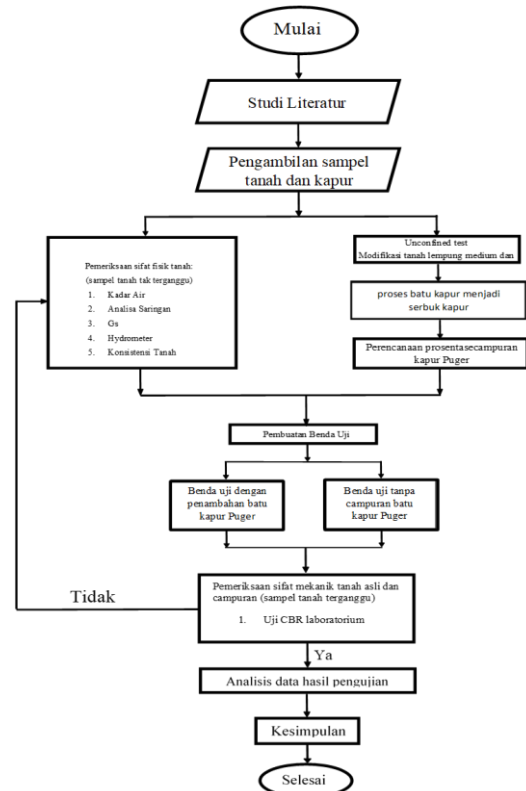 Mulai
Studi Literatur
Pengambilan sampel
tanah dan kapur
Pemeriksaan sifat fisik tanah:
(sampel tanah tak terganggu)
1. Kadar Air
2. Analisa Saringan
3. Gs
4. Hydrometer
5. Konsistensi Tanah
Unconfined test
Modifikasi tanah lempung medium dan
proses batu kapur menjadi
serbuk kapur
Perencanaan prosentasecampuran
kapur Puger
Pembuatan Benda Uji
Benda uji dengan
penambahan batu
kapur Puger
Benda uji tanpa
campuran batu
kapur Puger
Pemeriksaan sifat mekanik tanah asli dan
campuran (sampel tanah terganggu)
1. Uji CBR laboratorium
Tidak
Ya
Analisis data hasil pengujian
Kesimpulan
Selesai